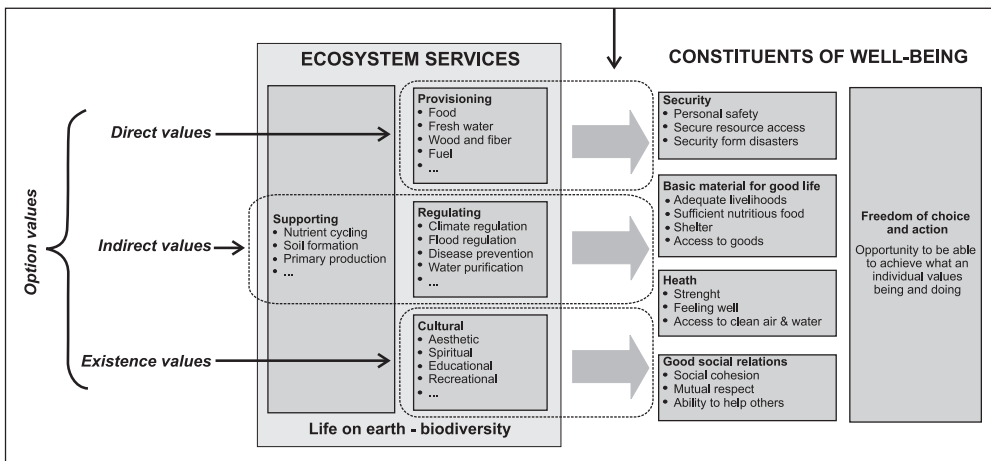 ECOSYSTEM SERVICES
CONSTITUENTS OF WELL-BEING
Option values
Direct values
Indirect values
Existence values
Supporting
• Nutrient cycling
• Soil formation
• Primary production
• ...
Provisioning
• Food
• Fresh water
• Wood and fiber
• Fuel
• ...
Regulating
• Climate regulation
• Flood regulation
• Disease prevention
• Water purification
• ...
Cultural
• Aesthetic
• Spiritual
• Educational
• Recreational
• ...
Life on earth - biodiversity
Security
• Personal safety
• Secure resource access
• Security form disasters
Basic material for good life
• Adequate livelihoods
• Sufficient nutritious food
• Shelter
• Access to goods
Heath
• Strenght
• Feeling well
• Access to clean air & water
Good social relations
• Social cohesion
• Mutual respect
• Ability to help others
Freedom of choice
and action
Opportunity to be able
to achieve what an
individual values
being and doing